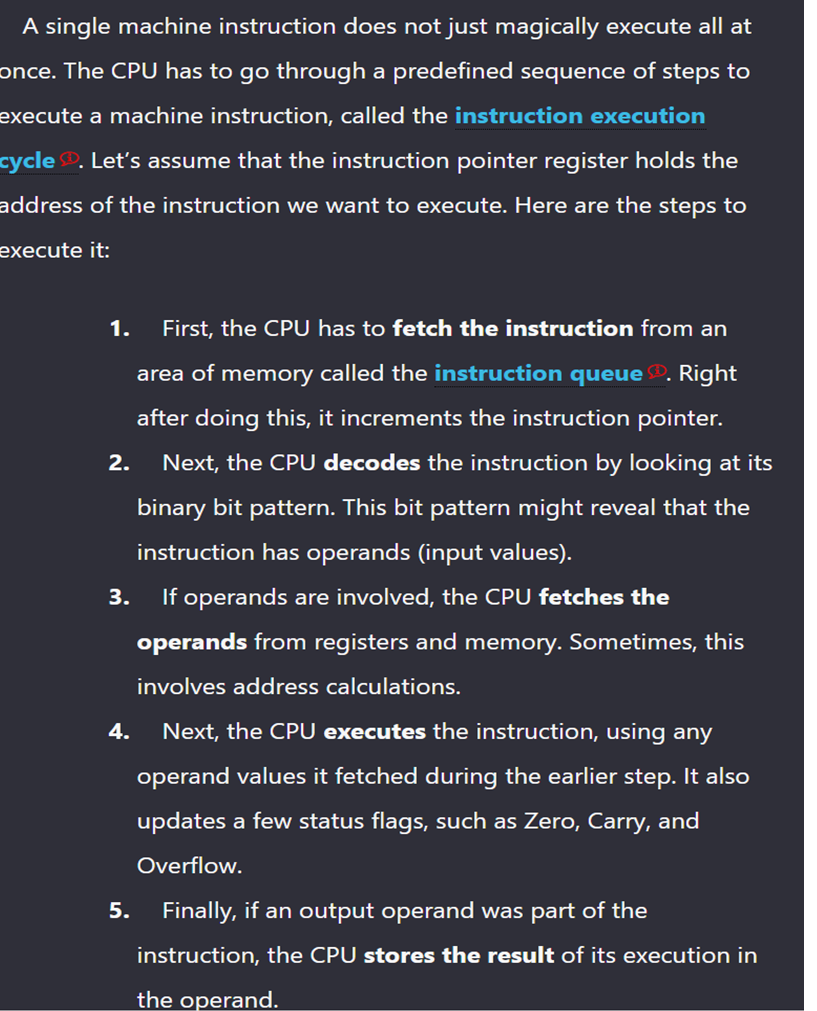 A single machine instruction does not just magically execute all at
once. The CPU has to go through a predefined sequence of steps to
execute a machine instruction, called the instruction execution
cycle. Let’s assume that the instruction pointer register holds the
address of the instruction we want to execute. Here are the steps to
execute it:
1. First, the CPU has to fetch the instruction from an
area of memory called the instruction queue. Right
after doing this, it increments the instruction pointer.
2. Next, the CPU decodes the instruction by looking at its
binary bit pattern. This bit pattern might reveal that the
instruction has operands (input values).
3. If operands are involved, the CPU fetches the
operands from registers and memory. Sometimes, this
involves address calculations.
4. Next, the CPU executes the instruction, using any
operand values it fetched during the earlier step. It also
updates a few status flags, such as Zero, Carry, and
Overflow.
5. Finally, if an output operand was part of the
instruction, the CPU stores the result of its execution in
the operand.